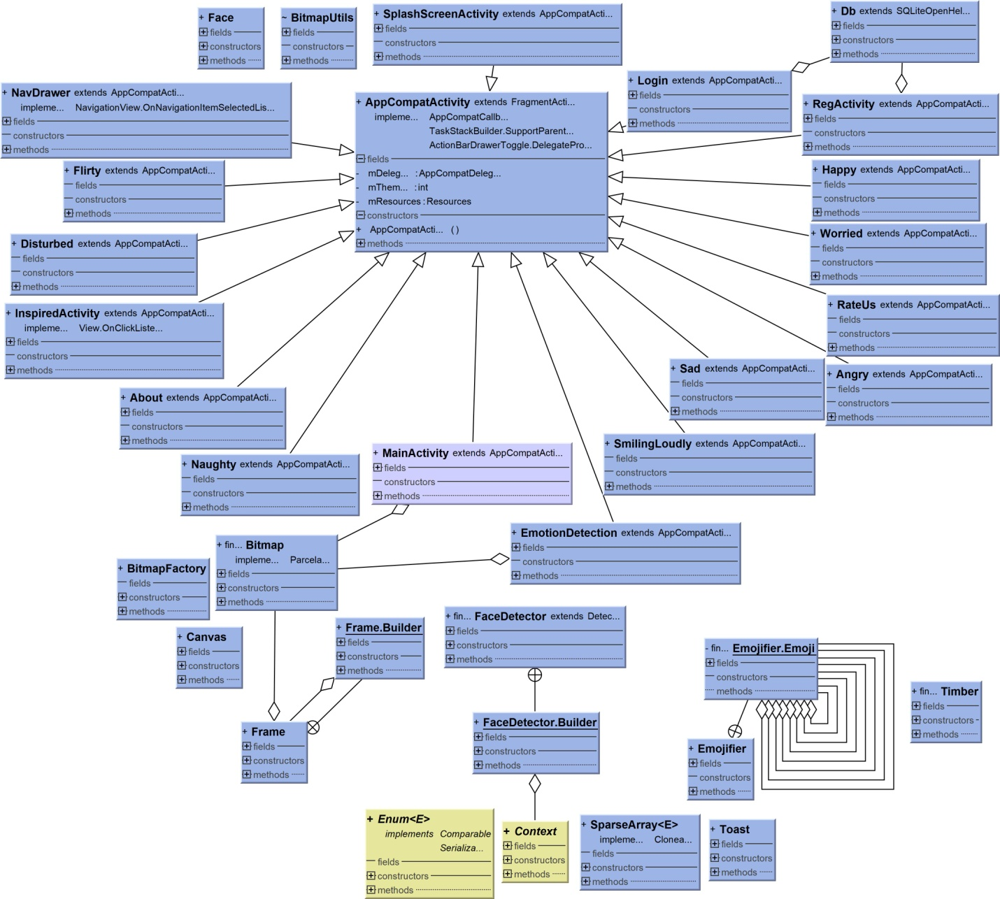 + Face
fields
constructors
methods
~ BitmapUtils
fields
constructors
methods
+ SplashScreenActivity extends AppCompatActi...
fields
constructors
methods
+ Db extends SQLiteOpenHel...
fields
constructors
methods
+ NavDrawer extends AppCompatActi...
impleme... NavigationView.OnNavigationItemSelectedLis...
fields
constructors
methods
+ AppCompatActivity extends FragmentActi...
impleme... AppCompatCallb...
TaskStackBuilder.SupportParent...
ActionBarDrawerToggle.DelegatePro...
fields
- mDeleg... :AppCompatDeleg...
- mThem... :int
- mResources :Resources
constructors
+ AppCompatActi... ()
methods
+ Login extends AppCompatActi...
fields
constructors
methods
+ RegActivity extends AppCompatActi...
fields
constructors
methods
+ Flirty extends AppCompatActi...
fields
constructors
methods
+ Happy extends AppCompatActi...
fields
constructors
methods
+ Disturbed extends AppCompatActi...
fields
constructors
methods
+ Worried extends AppCompatActi...
fields
constructors
methods
+ InspiredActivity extends AppCompatActi...
impleme... View.OnClickListe...
fields
constructors
methods
+ RateUs extends AppCompatActi...
fields
constructors
methods
+ About extends AppCompatActi...
fields
constructors
methods
+ Sad extends AppCompatActi...
fields
constructors
methods
+ Angry extends AppCompatActi...
fields
constructors
methods
+ Naughty extends AppCompatActi...
fields
constructors
methods
+ MainActivity extends AppCompatActi...
fields
constructors
methods
+ SmilingLoudly extends AppCompatActi...
fields
constructors
methods
+ fin... Bitmap
impleme... Parcela...
fields
constructors
methods
+ EmotionDetection extends AppCompatActi...
fields
constructors
methods
+ BitmapFactory
fields
constructors
methods
+ Canvas
fields
constructors
methods
+ Frame.Builder
fields
constructors
methods
+ fin... FaceDetector extends Detec...
fields
constructors
methods
- fin... Emojifier.Emoji
fields
constructors
methods
+ fin... Timber
fields
constructors
methods
+ Frame
fields
constructors
methods
+ FaceDetector.Builder
fields
constructors
methods
+ Emojifier
fields
constructors
methods
+ Enum<E>
implements Comparable
Serializa...
fields
constructors
methods
+ Context
fields
constructors
methods
+ SparseArray<E>
impleme... Clonea...
fields
constructors
methods
+ Toast
fields
constructors
methods